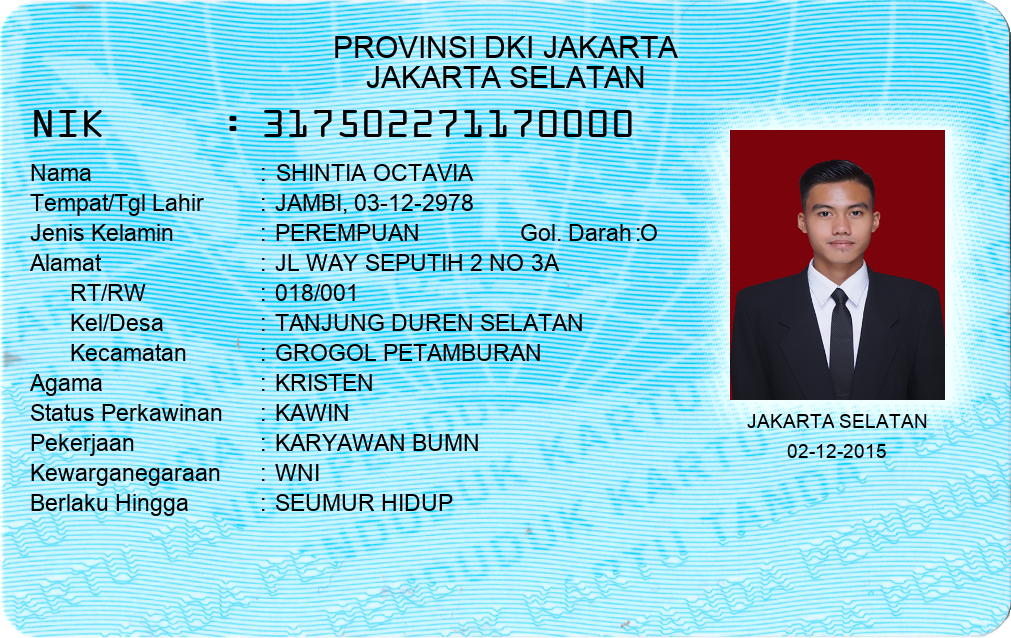 PROVINSI DKI JAKARTA
JAKARTA SELATAN
NIK : 317502271170000
Nama : SHINTIA OCTAVIA
Tempat/Tgl Lahir : JAMBI, 03-12-2978
Jenis Kelamin : PEREMPUAN Gol. Darah :O
Alamat : JL WAY SEPUTIH 2 NO 3A
RT/RW : 018/001
Kel/Desa : TANJUNG DUREN SELATAN
Kecamatan : GROGOL PETAMBURAN
Agama : KRISTEN
Status Perkawinan : KAWIN
Pekerjaan : KARYAWAN BUMN
Kewarganegaraan : WNI
Berlaku Hingga : SEUMUR HIDUP
JAKARTA SELATAN
02-12-2015